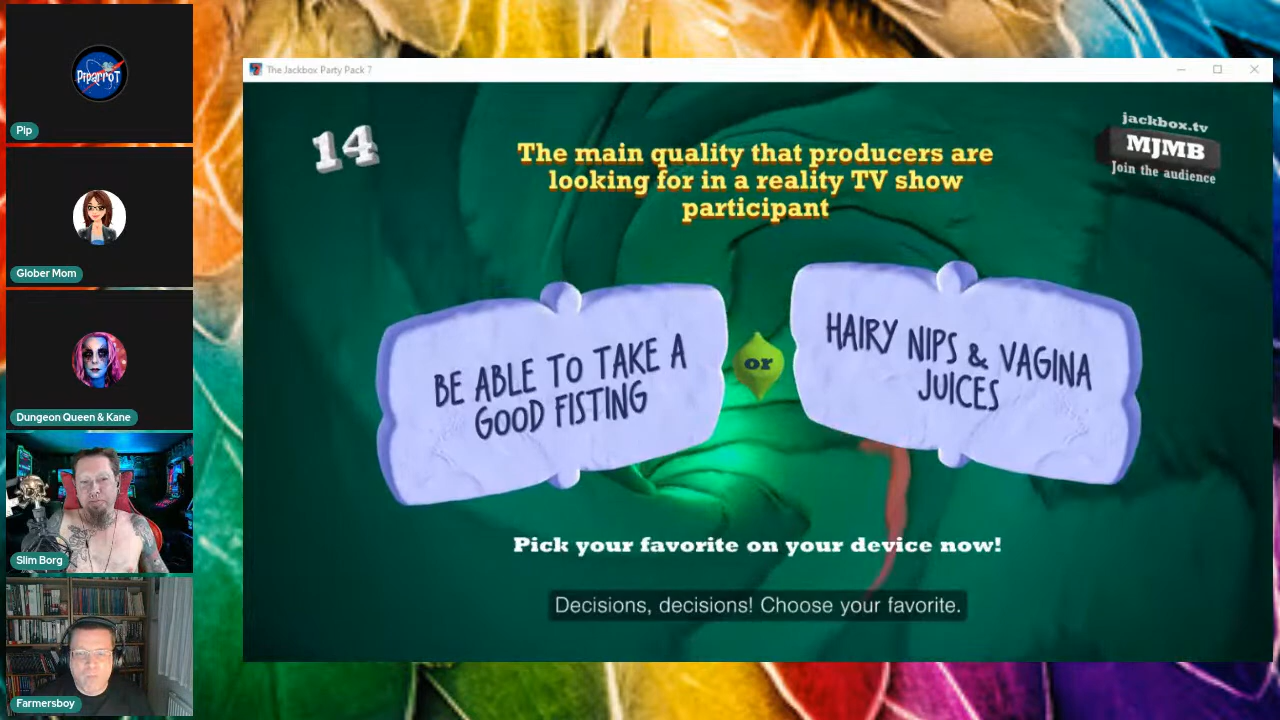 Piparrot
Pip
Glober Mom
Dungeon Queen & Kane
Slim Borg
Farmersboy
The Jackbox Party Pack 7
14
jackbox.tv
MJMB
Join the audience
The main quality that producers are
looking for in a reality TV show
participant
BE ABLE TO TAKE A
GOOD FISTING
or
HAIRY NIPS & VAGINA
JUICES
Pick your favorite on your device now!
Decisions, decisions! Choose your favorite.